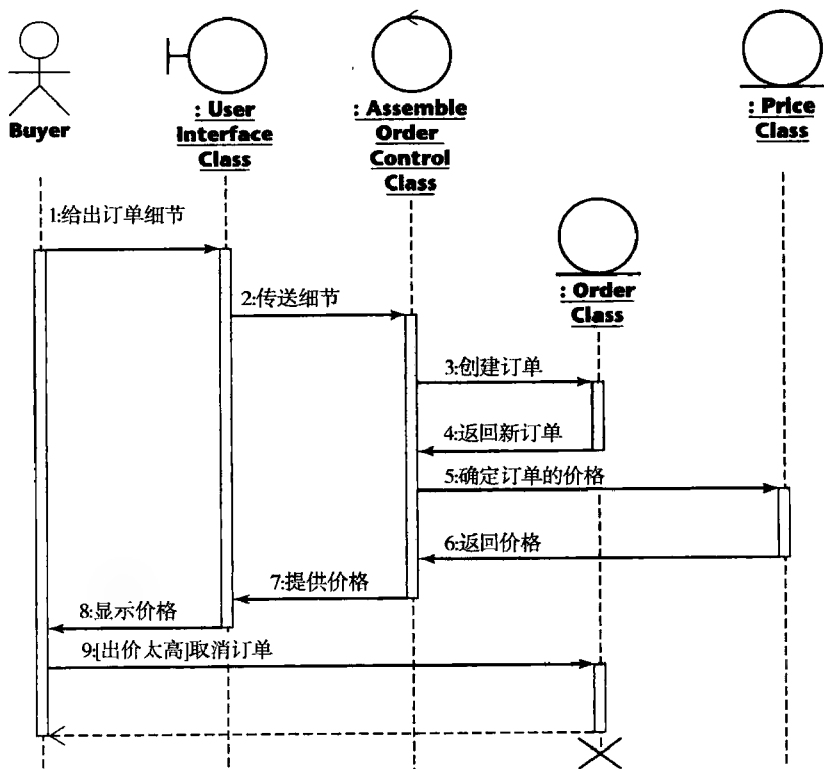 Buyer
: User
Interface
Class
: Assemble
Order
Control
Class
: Price
Class
: Order
Class
1:给出订单细节
2:传送细节
3:创建订单
4:返回新订单
5:确定订单的价格
6:返回价格
7:提供价格
8:显示价格
9:[出价太高]取消订单